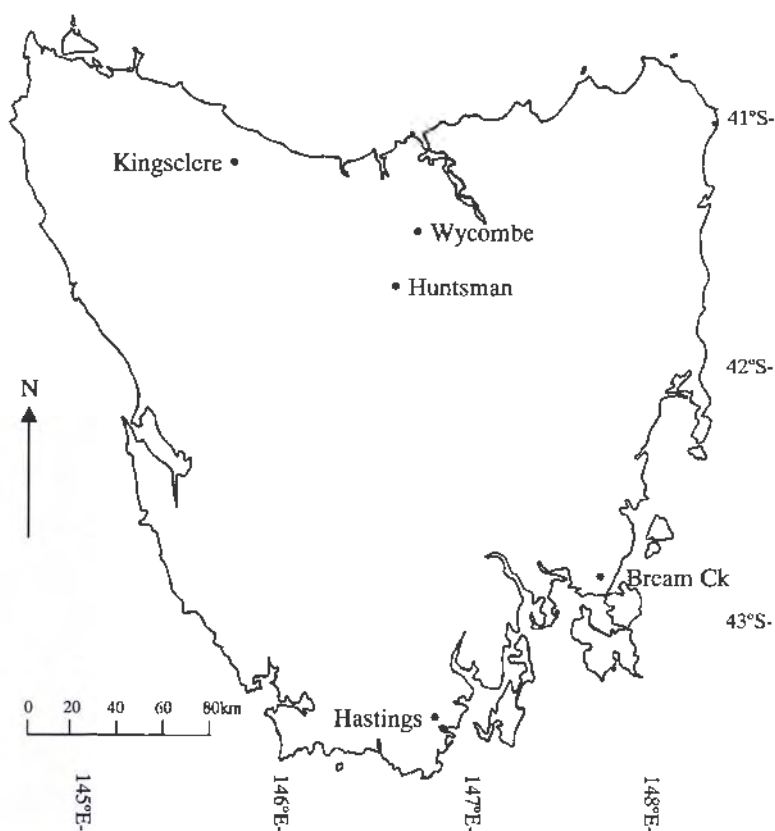 41°S-
Kingsclere
Wycombe
Huntsman
42°S-
N
Bream Ck
43°S-
0 20 40 60 80km
Hastings
145°E-
146°E-
147°E-
148°E-